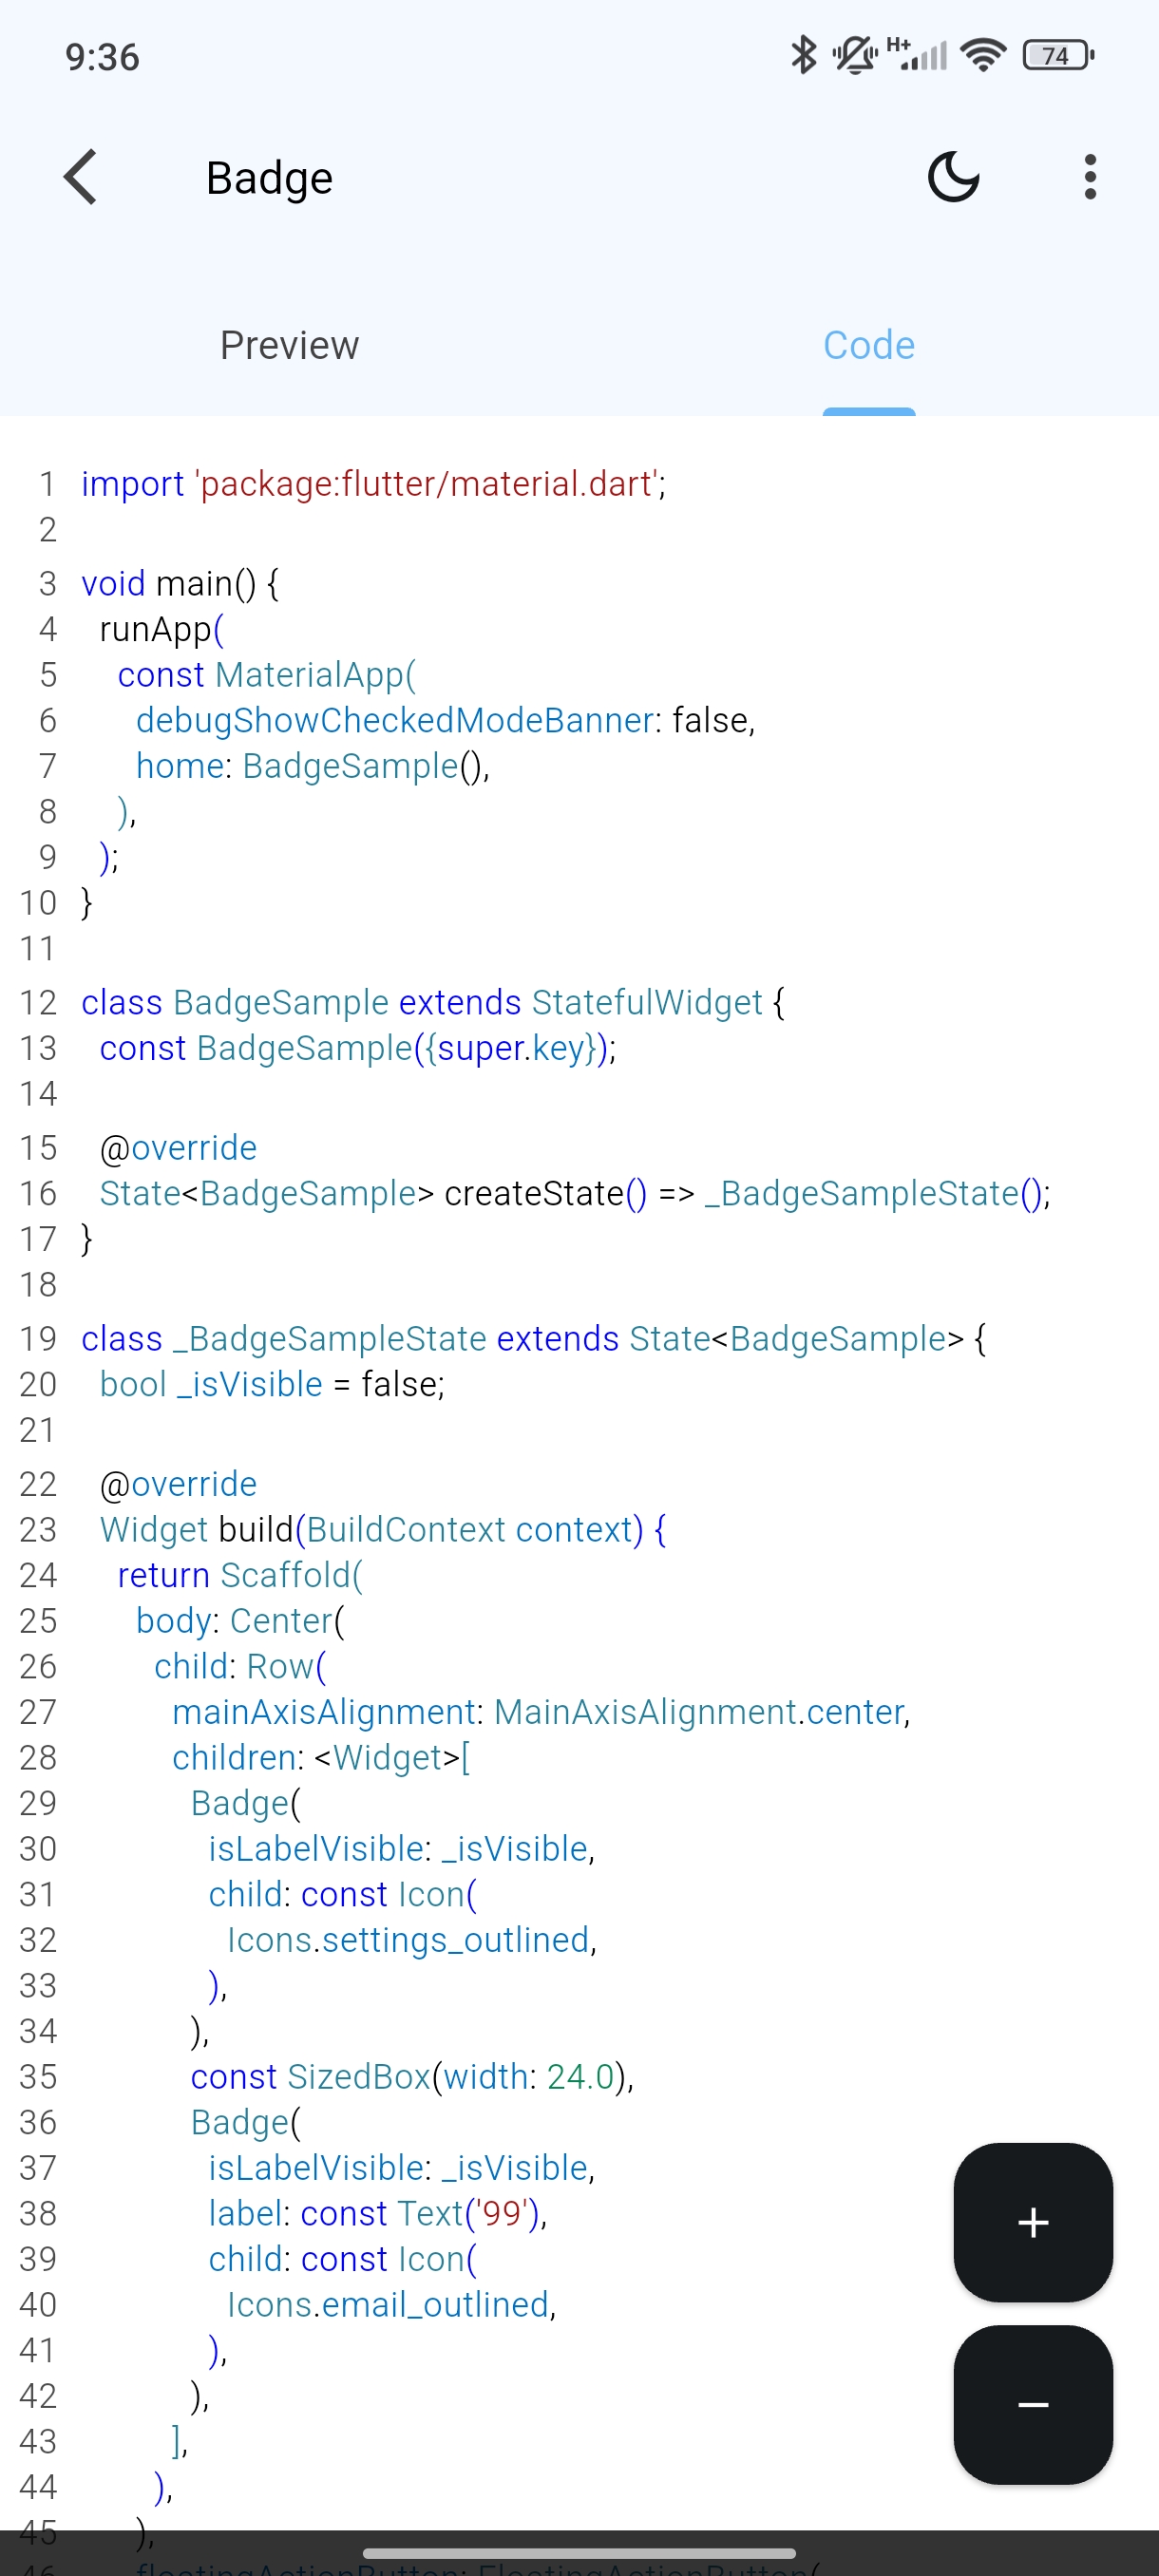 9:36
H+
74
Badge
Preview
Code
1 import 'package:flutter/material.dart';
2
3 void main() {
4   runApp(
5     const MaterialApp(
6       debugShowCheckedModeBanner: false,
7       home: BadgeSample(),
8     ),
9   );
10 }
11
12 class BadgeSample extends StatefulWidget {
13   const BadgeSample({super.key});
14
15   @override
16   State<BadgeSample> createState() => _BadgeSampleState();
17 }
18
19 class _BadgeSampleState extends State<BadgeSample> {
20   bool _isVisible = false;
21
22   @override
23   Widget build(BuildContext context) {
24     return Scaffold(
25       body: Center(
26         child: Row(
27           mainAxisAlignment: MainAxisAlignment.center,
28           children: <Widget>[
29             Badge(
30               isLabelVisible: _isVisible,
31               child: const Icon(
32                 Icons.settings_outlined,
33               ),
34             ),
35             const SizedBox(width: 24.0),
36             Badge(
37               isLabelVisible: _isVisible,
38               label: const Text('99'),
39               child: const Icon(
40                 Icons.email_outlined,
41               ),
42             ),
43           ],
44         ),
45       ),
46       floatingActionButton: FloatingActionButton(
+
−